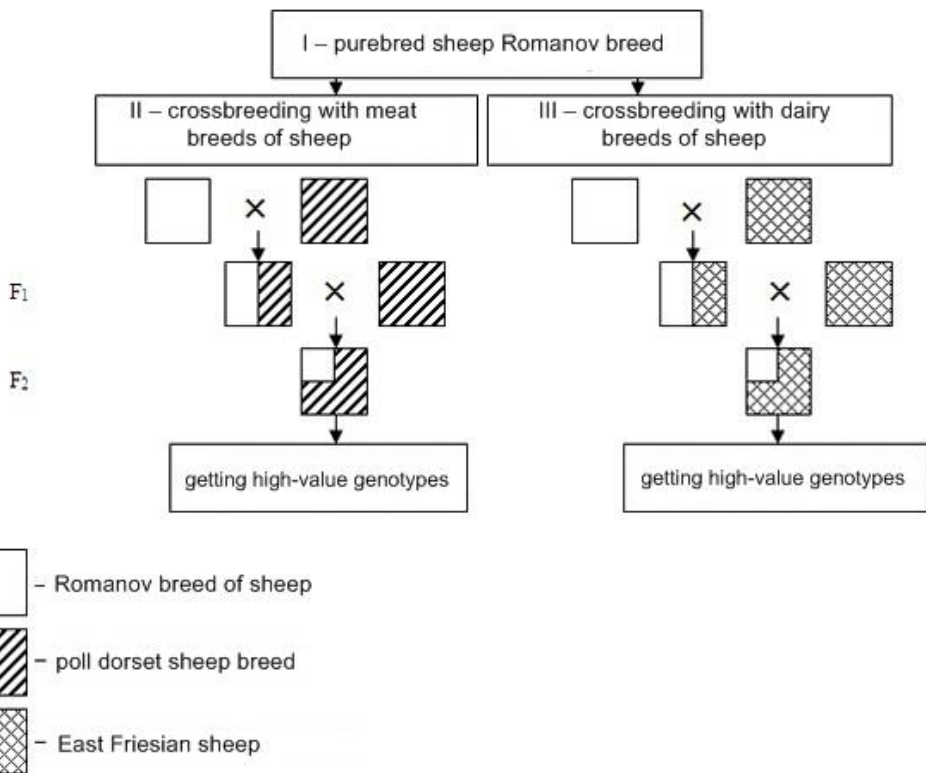 I – purebred sheep Romanov breed
II – crossbreeding with meat
breeds of sheep
III – crossbreeding with dairy
breeds of sheep
F1
F2
getting high-value genotypes
getting high-value genotypes
– Romanov breed of sheep
– poll dorset sheep breed
– East Friesian sheep